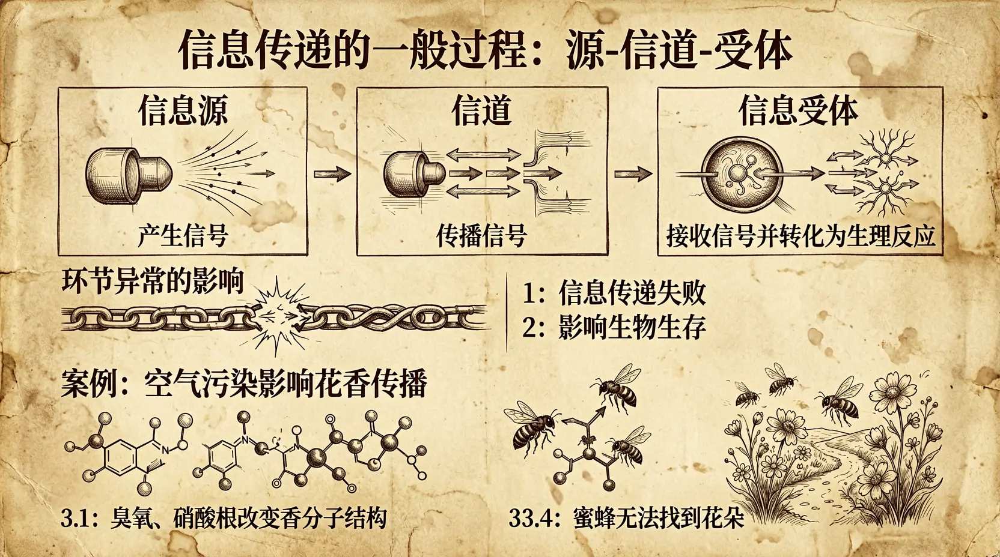 信息传递的一般过程：源-信道-受体
信息源
产生信号
信道
传播信号
信息受体
接收信号并转化为生理反应
环节异常的影响
1：信息传递失败
2：影响生物生存
案例：空气污染影响花香传播
N
N
N
3.1：臭氧、硝酸根改变香分子结构
33.4：蜜蜂无法找到花朵